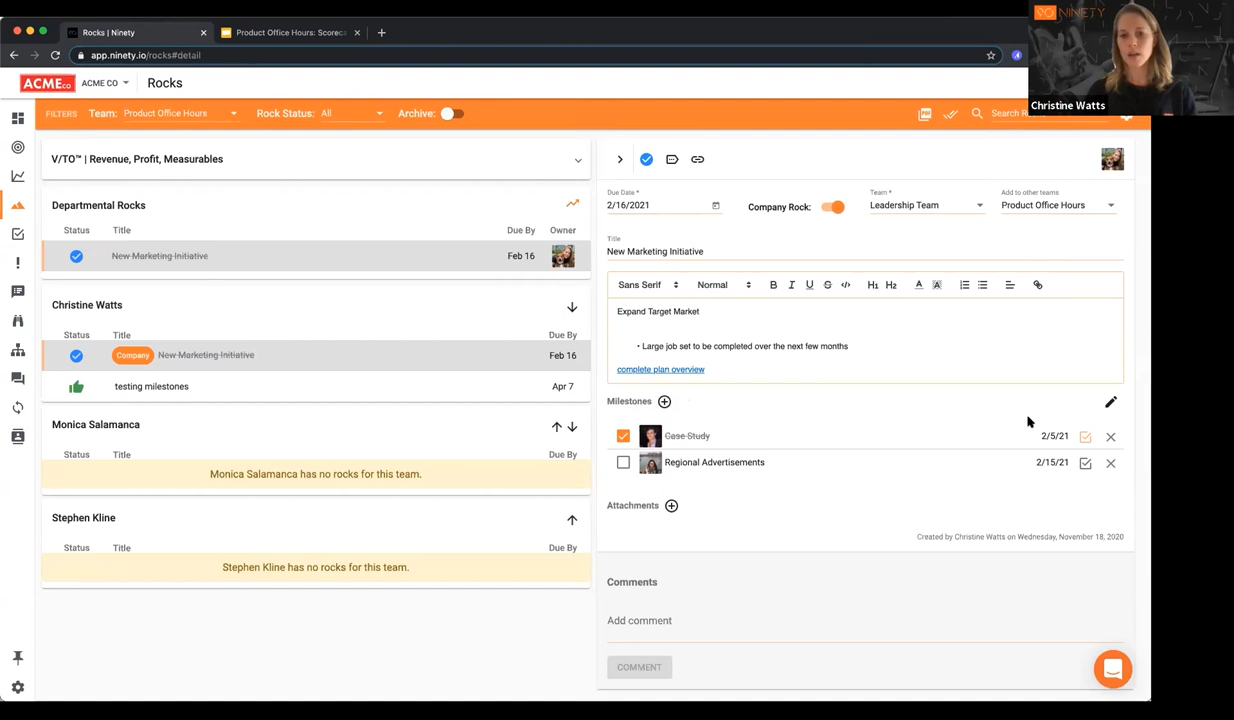 Rocks | Ninety
Product Office Hours: Scoreca
app.ninety.io/rocks#detail
90 NINETY
Christine Watts
ACMECO ACME CO Rocks
FILTERS Team: Product Office Hours Rock Status: All Archive: Search R
V/TO™ | Revenue, Profit, Measurables
Departmental Rocks
Status Title Due By Owner
New Marketing Initiative Feb 16
Christine Watts
Status Title Due By
Company New Marketing Initiative Feb 16
testing milestones Apr 7
Monica Salamanca
Status Title Due By
Monica Salamanca has no rocks for this team.
Stephen Kline
Status Title Due By
Stephen Kline has no rocks for this team.
Due Date * Team * Add to other teams
2/16/2021 Company Rock: Leadership Team Product Office Hours
Title
New Marketing Initiative
Sans Serif Normal B I U S </> H1 H2 A A
Expand Target Market
• Large job set to be completed over the next few months
complete plan overview
Milestones
Case Study 2/5/21
Regional Advertisements 2/15/21
Attachments
Created by Christine Watts on Wednesday, November 18, 2020
Comments
Add comment
COMMENT